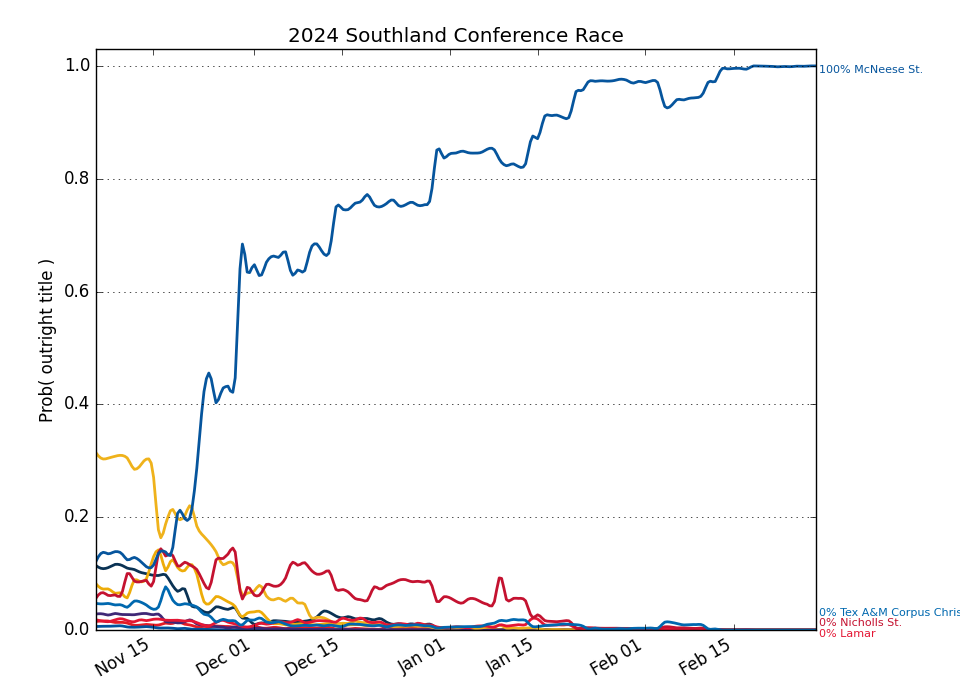 2024 Southland Conference Race
Prob( outright title )
1.0
0.8
0.6
0.4
0.2
0.0
100% McNeese St.
0% Tex A&M Corpus Chris
0% Nicholls St.
0% Lamar
Nov 15
Dec 01
Dec 15
Jan 01
Jan 15
Feb 01
Feb 15